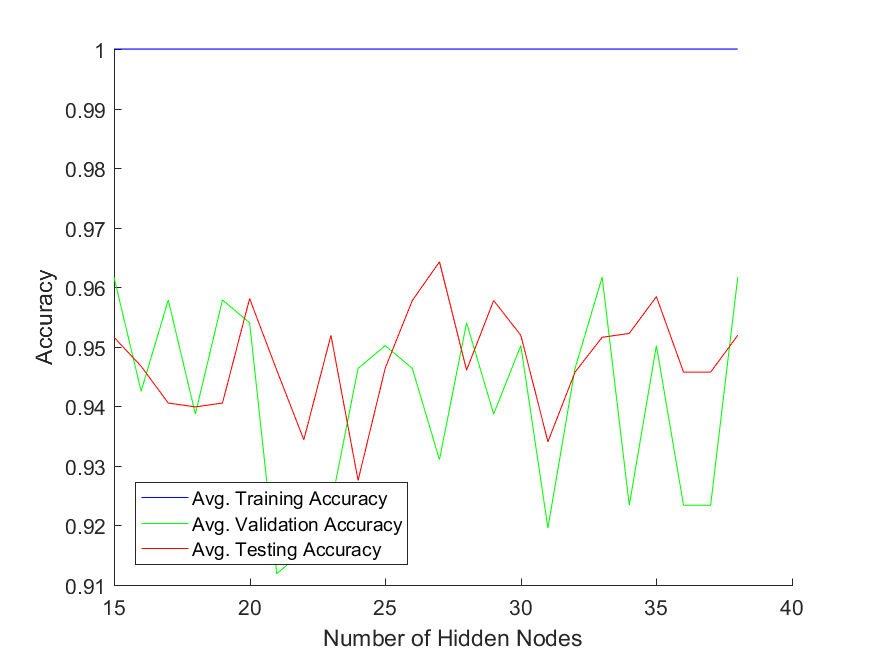 1
0.99
0.98
0.97
0.96
0.95
0.94
0.93
0.92
0.91
Accuracy
Avg. Training Accuracy
Avg. Validation Accuracy
Avg. Testing Accuracy
15 20 25 30 35 40
Number of Hidden Nodes